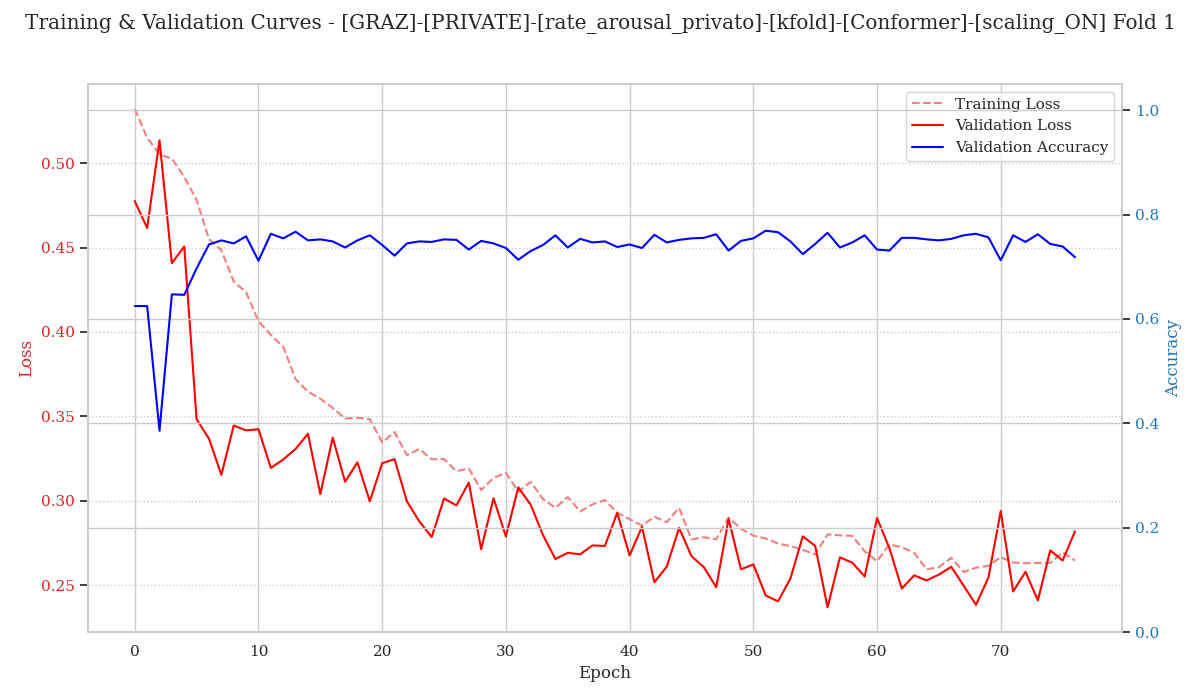 Training & Validation Curves - [GRAZ]-[PRIVATE]-[rate_arousal_privato]-[kfold]-[Conformer]-[scaling_ON] Fold 1
Training Loss
Validation Loss
Validation Accuracy
Loss
0.50
0.45
0.40
0.35
0.30
0.25
1.0
0.8
0.6
0.4
0.2
0.0
Accuracy
0 10 20 30 40 50 60 70
Epoch